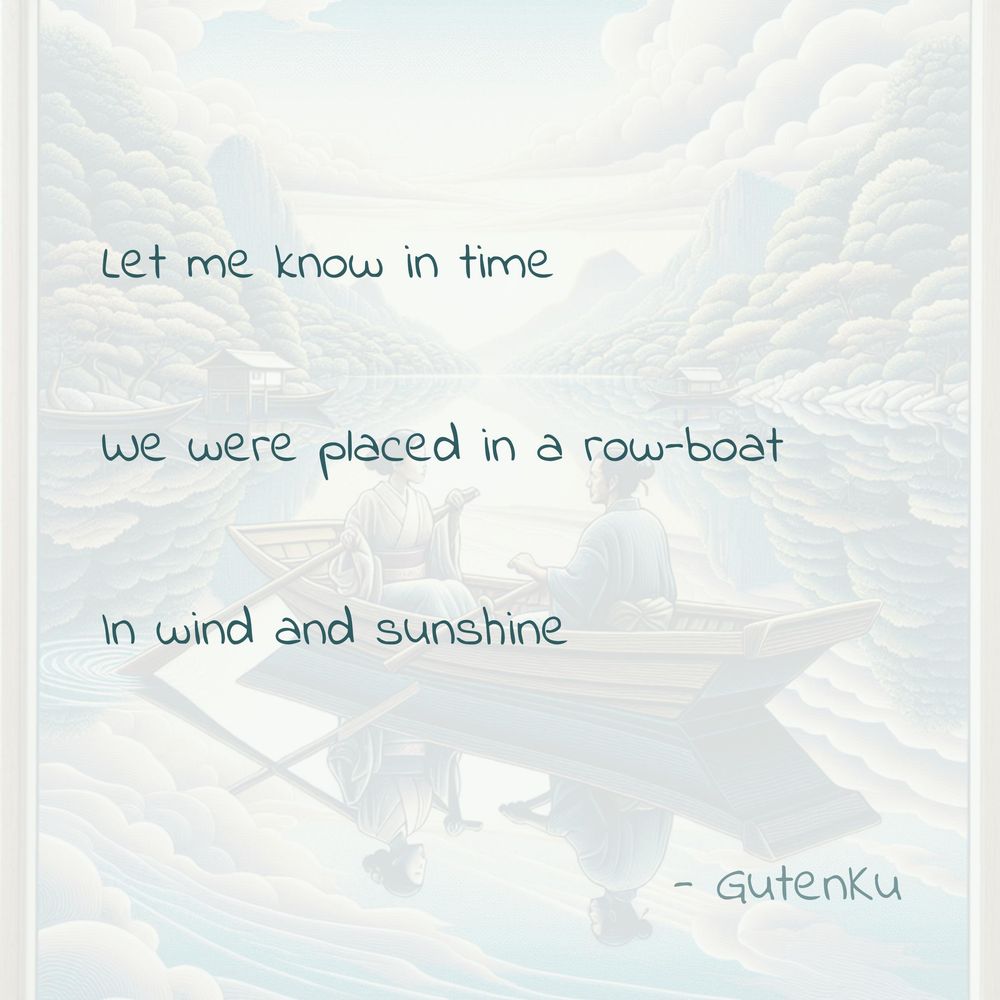 Let me know in time
We were placed in a row-boat
In wind and sunshine
- GutenKu